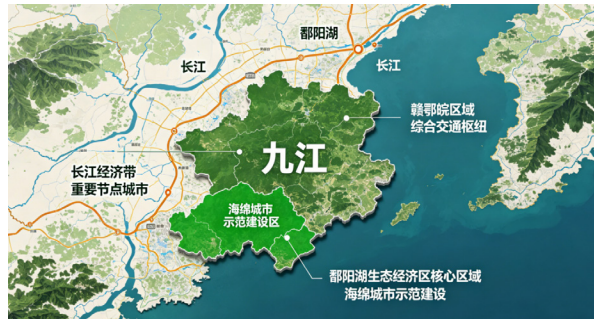 鄱阳湖
长江
长江
赣鄂皖区域
综合交通枢纽
九江
长江经济带
重要节点城市
海绵城市
示范建设区
鄱阳湖生态经济区核心区域
海绵城市示范建设